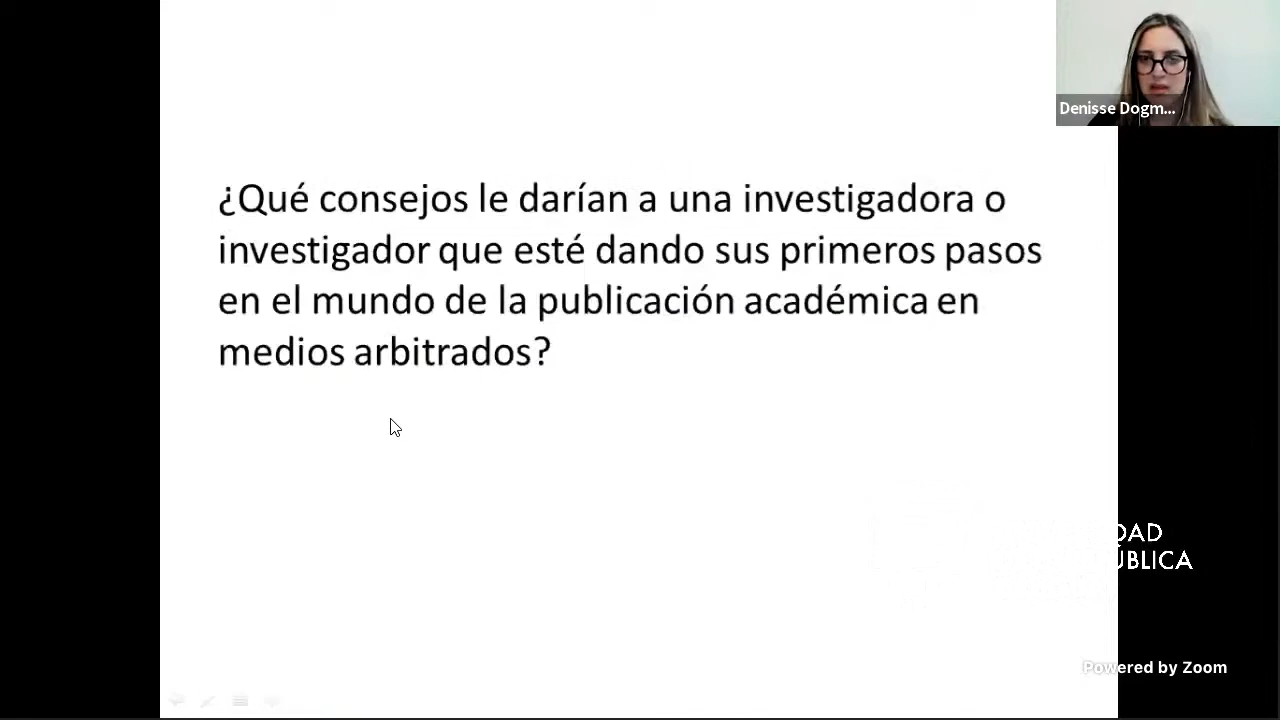 Denisse Dogm...
¿Qué consejos le darían a una investigadora o
investigador que esté dando sus primeros pasos
en el mundo de la publicación académica en
medios arbitrados?
DAD
ÚBLICA
Powered by Zoom